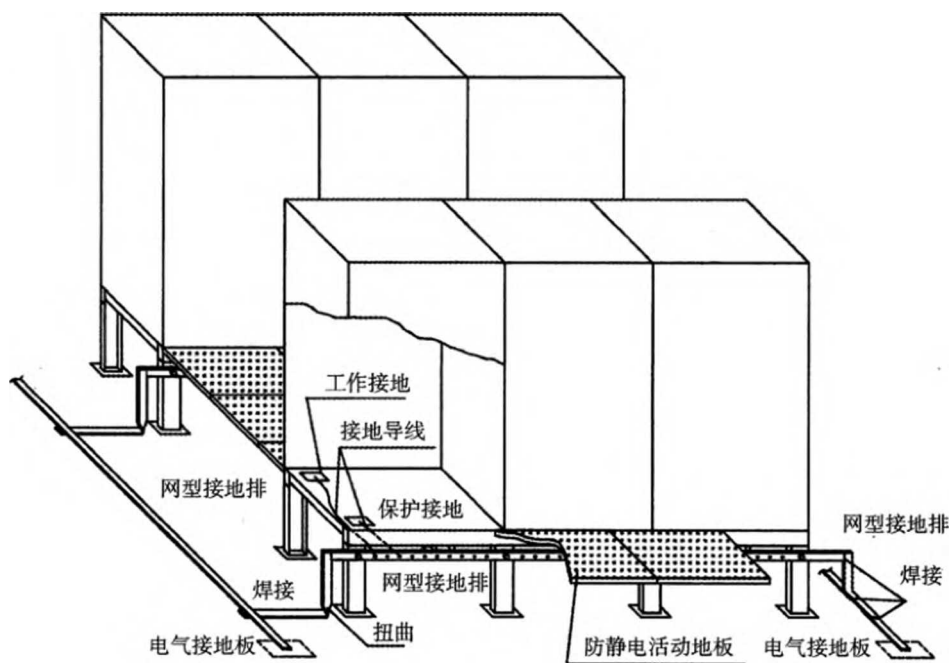 工作接地
接地导线
网型接地排
保护接地
网型接地排
焊接
网型接地排
焊接
扭曲
电气接地板
防静电活动地板
电气接地板